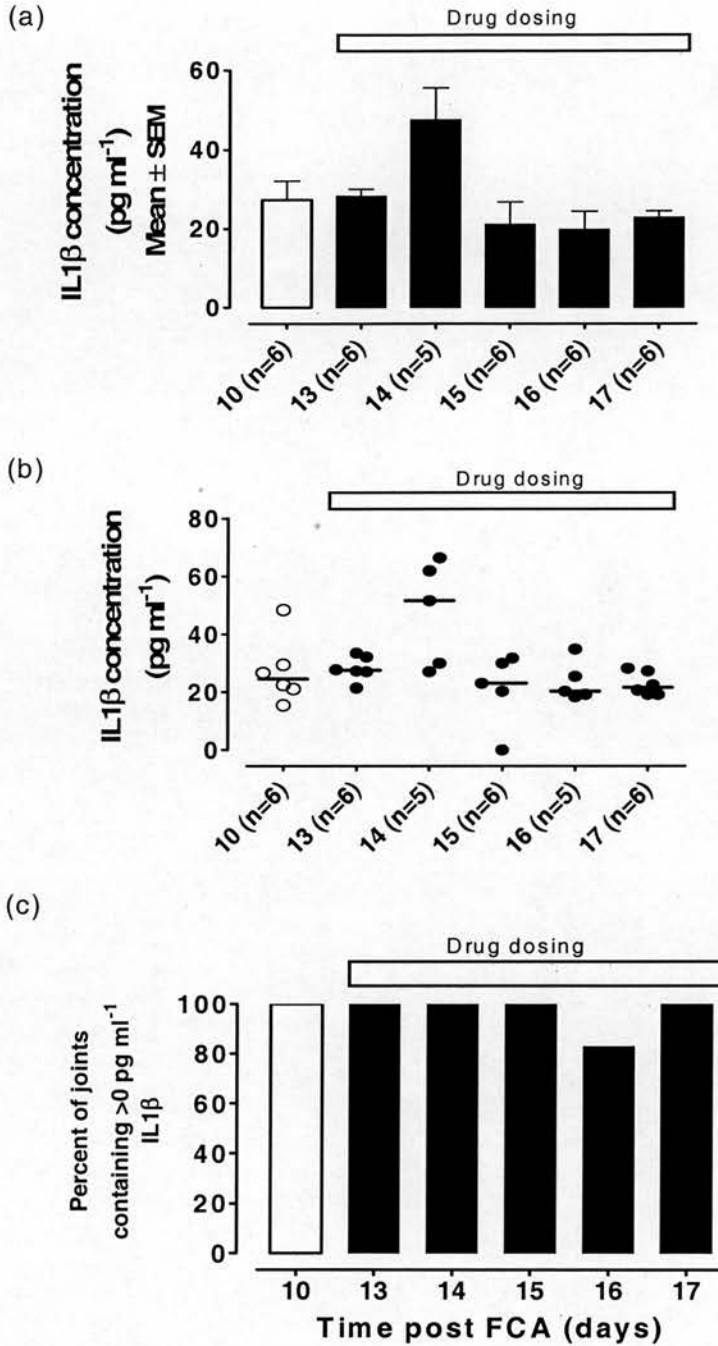 (a)
Drug dosing
IL1β concentration
(pg ml⁻¹)
Mean ± SEM
60
40
20
0
10 (n=6)
13 (n=6)
14 (n=5)
15 (n=6)
16 (n=6)
17 (n=6)
(b)
Drug dosing
IL1β concentration
(pg ml⁻¹)
80
60
40
20
0
10 (n=6)
13 (n=6)
14 (n=5)
15 (n=6)
16 (n=5)
17 (n=6)
(c)
Drug dosing
Percent of joints
containing >0 pg ml⁻¹
IL1β
100
80
60
40
20
0
10 13 14 15 16 17
Time post FCA (days)